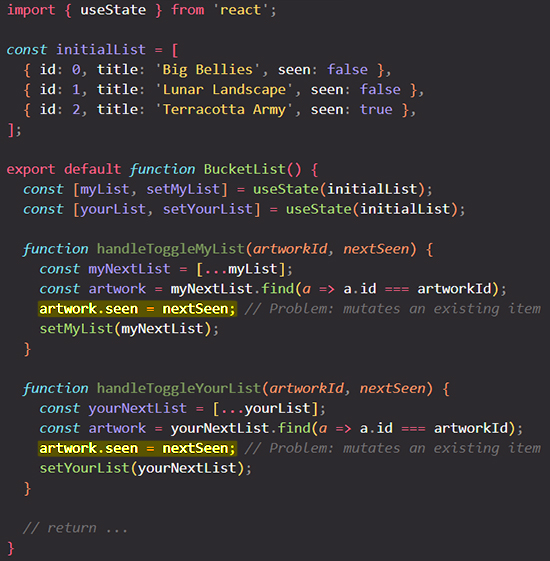 import { useState } from 'react';
const initialList = [
{ id: 0, title: 'Big Bellies', seen: false },
{ id: 1, title: 'Lunar Landscape', seen: false },
{ id: 2, title: 'Terracotta Army', seen: true },
];
export default function BucketList() {
const [myList, setMyList] = useState(initialList);
const [yourList, setYourList] = useState(initialList);
function handleToggleMyList(artworkId, nextSeen) {
const myNextList = [...myList];
const artwork = myNextList.find(a => a.id === artworkId);
artwork.seen = nextSeen; // Problem: mutates an existing item
setMyList(myNextList);
}
function handleToggleYourList(artworkId, nextSeen) {
const yourNextList = [...yourList];
const artwork = yourNextList.find(a => a.id === artworkId);
artwork.seen = nextSeen; // Problem: mutates an existing item
setYourList(yourNextList);
}
// return ...
}